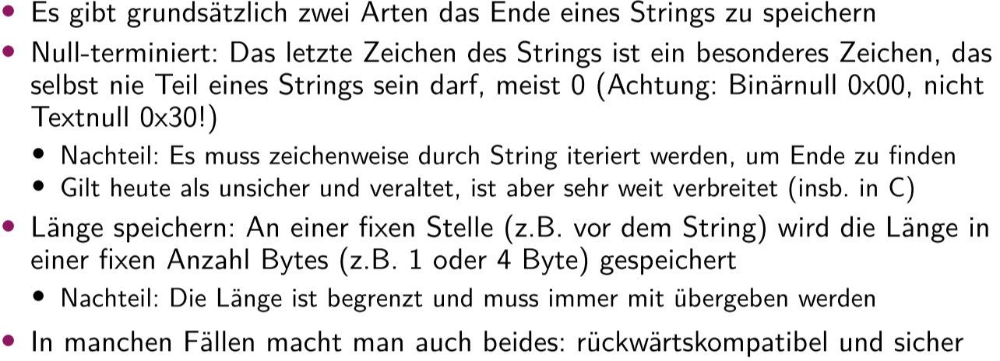 • Es gibt grundsätzlich zwei Arten das Ende eines Strings zu speichern
• Null-terminiert: Das letzte Zeichen des Strings ist ein besonderes Zeichen, das
selbst nie Teil eines Strings sein darf, meist 0 (Achtung: Binärnull 0x00, nicht
Textnull 0x30!)
• Nachteil: Es muss zeichenweise durch String iteriert werden, um Ende zu finden
• Gilt heute als unsicher und veraltet, ist aber sehr weit verbreitet (insb. in C)
• Länge speichern: An einer fixen Stelle (z.B. vor dem String) wird die Länge in
einer fixen Anzahl Bytes (z.B. 1 oder 4 Byte) gespeichert
• Nachteil: Die Länge ist begrenzt und muss immer mit übergeben werden
• In manchen Fällen macht man auch beides: rückwärtskompatibel und sicher